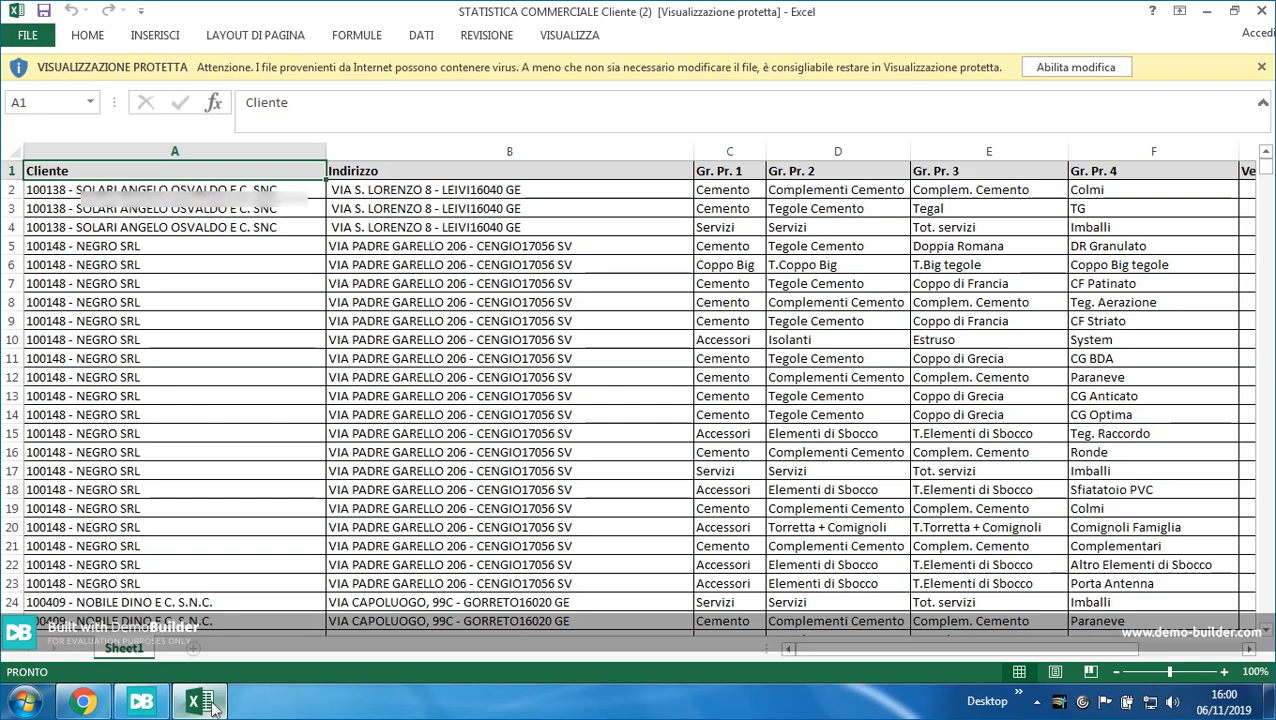 STATISTICA COMMERCIALE Cliente (2) [Visualizzazione protetta] - Excel
FILE HOME INSERISCI LAYOUT DI PAGINA FORMULE DATI REVISIONE VISUALIZZA Accedi
VISUALIZZAZIONE PROTETTA Attenzione. I file provenienti da Internet possono contenere virus. A meno che non sia necessario modificare il file, è consigliabile restare in Visualizzazione protetta. Abilita modifica
A1 fx Cliente
A B C D E F
1 Cliente Indirizzo Gr. Pr. 1 Gr. Pr. 2 Gr. Pr. 3 Gr. Pr. 4 Ve
2 100138 - SOLARI ANGELO OSVALDO E C. SNC VIA S. LORENZO 8 - LEIVI16040 GE Cemento Complementi Cemento Complem. Cemento Colmi
3 100138 - SOLARI ANGELO OSVALDO E C. SNC VIA S. LORENZO 8 - LEIVI16040 GE Cemento Tegole Cemento Tegal TG
4 100138 - SOLARI ANGELO OSVALDO E C. SNC VIA S. LORENZO 8 - LEIVI16040 GE Servizi Servizi Tot. servizi Imballi
5 100148 - NEGRO SRL VIA PADRE GARELLO 206 - CENGIO17056 SV Cemento Tegole Cemento Doppia Romana DR Granulato
6 100148 - NEGRO SRL VIA PADRE GARELLO 206 - CENGIO17056 SV Coppo Big T.Coppo Big T.Big tegole Coppo Big tegole
7 100148 - NEGRO SRL VIA PADRE GARELLO 206 - CENGIO17056 SV Cemento Tegole Cemento Coppo di Francia CF Patinato
8 100148 - NEGRO SRL VIA PADRE GARELLO 206 - CENGIO17056 SV Cemento Complementi Cemento Complem. Cemento Teg. Aerazione
9 100148 - NEGRO SRL VIA PADRE GARELLO 206 - CENGIO17056 SV Cemento Tegole Cemento Coppo di Francia CF Striato
10 100148 - NEGRO SRL VIA PADRE GARELLO 206 - CENGIO17056 SV Accessori Isolanti Estruso System
11 100148 - NEGRO SRL VIA PADRE GARELLO 206 - CENGIO17056 SV Cemento Tegole Cemento Coppo di Grecia CG BDA
12 100148 - NEGRO SRL VIA PADRE GARELLO 206 - CENGIO17056 SV Cemento Complementi Cemento Complem. Cemento Paraneve
13 100148 - NEGRO SRL VIA PADRE GARELLO 206 - CENGIO17056 SV Cemento Tegole Cemento Coppo di Grecia CG Anticato
14 100148 - NEGRO SRL VIA PADRE GARELLO 206 - CENGIO17056 SV Cemento Tegole Cemento Coppo di Grecia CG Optima
15 100148 - NEGRO SRL VIA PADRE GARELLO 206 - CENGIO17056 SV Accessori Elementi di Sbocco T.Elementi di Sbocco Teg. Raccordo
16 100148 - NEGRO SRL VIA PADRE GARELLO 206 - CENGIO17056 SV Cemento Complementi Cemento Complem. Cemento Ronde
17 100148 - NEGRO SRL VIA PADRE GARELLO 206 - CENGIO17056 SV Servizi Servizi Tot. servizi Imballi
18 100148 - NEGRO SRL VIA PADRE GARELLO 206 - CENGIO17056 SV Accessori Elementi di Sbocco T.Elementi di Sbocco Sfiatatoio PVC
19 100148 - NEGRO SRL VIA PADRE GARELLO 206 - CENGIO17056 SV Cemento Complementi Cemento Complem. Cemento Colmi
20 100148 - NEGRO SRL VIA PADRE GARELLO 206 - CENGIO17056 SV Accessori Torretta + Comignoli T.Torretta + Comignoli Comignoli Famiglia
21 100148 - NEGRO SRL VIA PADRE GARELLO 206 - CENGIO17056 SV Cemento Complementi Cemento Complem. Cemento Complementari
22 100148 - NEGRO SRL VIA PADRE GARELLO 206 - CENGIO17056 SV Accessori Elementi di Sbocco T.Elementi di Sbocco Altro Elementi di Sbocco
23 100148 - NEGRO SRL VIA PADRE GARELLO 206 - CENGIO17056 SV Accessori Elementi di Sbocco T.Elementi di Sbocco Porta Antenna
24 100409 - NOBILE DINO E C. S.N.C. VIA CAPOLUOGO, 99C - GORRETO16020 GE Servizi Servizi Tot. servizi Imballi
100409 - NOBILE DINO E C. S.N.C. VIA CAPOLUOGO, 99C - GORRETO16020 GE Cemento Complementi Cemento Complem. Cemento Paraneve
DB Built with DemoBuilder www.demo-builder.com
FOR EVALUATION PURPOSES ONLY
Sheet1
PRONTO 100%
DB Desktop 16:00
06/11/2019